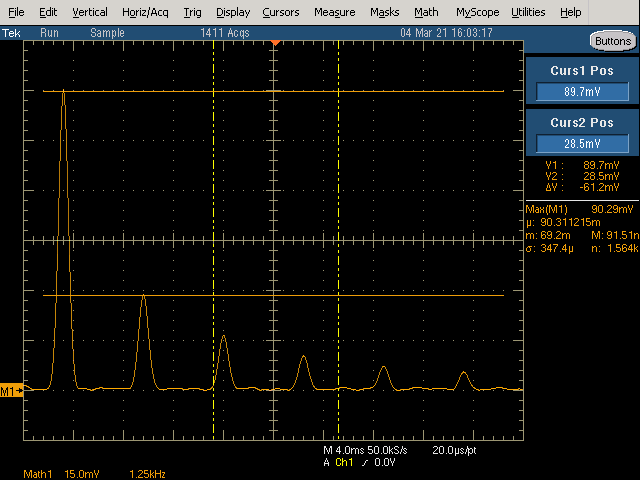 File Edit Vertical Horiz/Acq Trig Display Cursors Measure Masks Math MyScope Utilities Help
Tek Run Sample 1411 Acqs 04 Mar 21 16:03:17
Buttons
Curs1 Pos
89.7mV
Curs2 Pos
28.5mV
V1 : 89.7mV
V2 : 28.5mV
ΔV : -61.2mV
Max(M1) 90.29mV
µ: 90.311215m
m: 69.2m M: 91.51m
σ: 347.4µ n: 1.564k
M1
M 4.0ms 50.0kS/s 20.0µs/pt
A Ch1 / 0.0V
Math1 15.0mV 1.25kHz